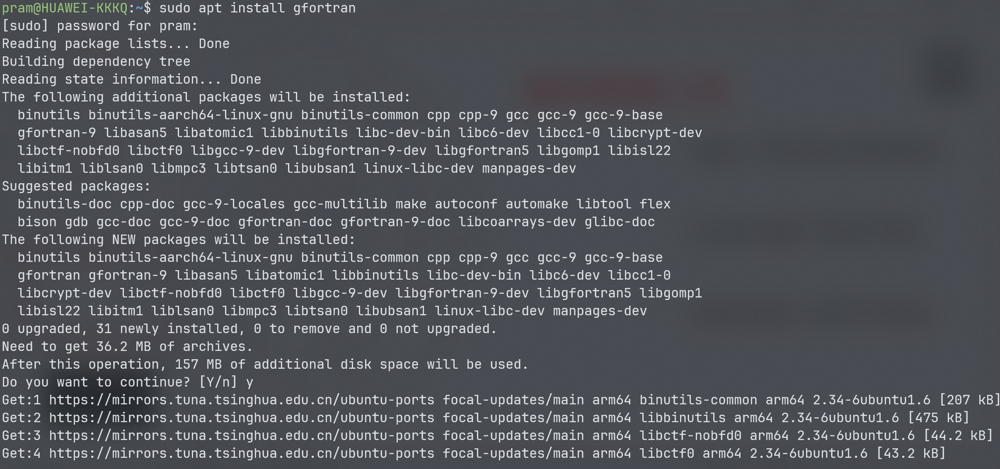 pram@HUAWEI-KKKQ:~$ sudo apt install gfortran
[sudo] password for pram:
Reading package lists... Done
Building dependency tree
Reading state information... Done
The following additional packages will be installed:
  binutils binutils-aarch64-linux-gnu binutils-common cpp cpp-9 gcc gcc-9 gcc-9-base
  gfortran-9 libasan5 libatomic1 libbinutils libc-dev-bin libc6-dev libcc1-0 libcrypt-dev
  libctf-nobfd0 libctf0 libgcc-9-dev libgfortran-9-dev libgfortran5 libgomp1 libisl22
  libitm1 liblsan0 libmpc3 libtsan0 libubsan1 linux-libc-dev manpages-dev
Suggested packages:
  binutils-doc cpp-doc gcc-9-locales gcc-multilib make autoconf automake libtool flex
  bison gdb gcc-doc gcc-9-doc gfortran-doc gfortran-9-doc libcoarrays-dev glibc-doc
The following NEW packages will be installed:
  binutils binutils-aarch64-linux-gnu binutils-common cpp cpp-9 gcc gcc-9 gcc-9-base
  gfortran gfortran-9 libasan5 libatomic1 libbinutils libc-dev-bin libc6-dev libcc1-0
  libcrypt-dev libctf-nobfd0 libctf0 libgcc-9-dev libgfortran-9-dev libgfortran5 libgomp1
  libisl22 libitm1 liblsan0 libmpc3 libtsan0 libubsan1 linux-libc-dev manpages-dev
0 upgraded, 31 newly installed, 0 to remove and 0 not upgraded.
Need to get 36.2 MB of archives.
After this operation, 157 MB of additional disk space will be used.
Do you want to continue? [Y/n] y
Get:1 https://mirrors.tuna.tsinghua.edu.cn/ubuntu-ports focal-updates/main arm64 binutils-common arm64 2.34-6ubuntu1.6 [207 kB]
Get:2 https://mirrors.tuna.tsinghua.edu.cn/ubuntu-ports focal-updates/main arm64 libbinutils arm64 2.34-6ubuntu1.6 [475 kB]
Get:3 https://mirrors.tuna.tsinghua.edu.cn/ubuntu-ports focal-updates/main arm64 libctf-nobfd0 arm64 2.34-6ubuntu1.6 [44.2 kB]
Get:4 https://mirrors.tuna.tsinghua.edu.cn/ubuntu-ports focal-updates/main arm64 libctf0 arm64 2.34-6ubuntu1.6 [43.2 kB]